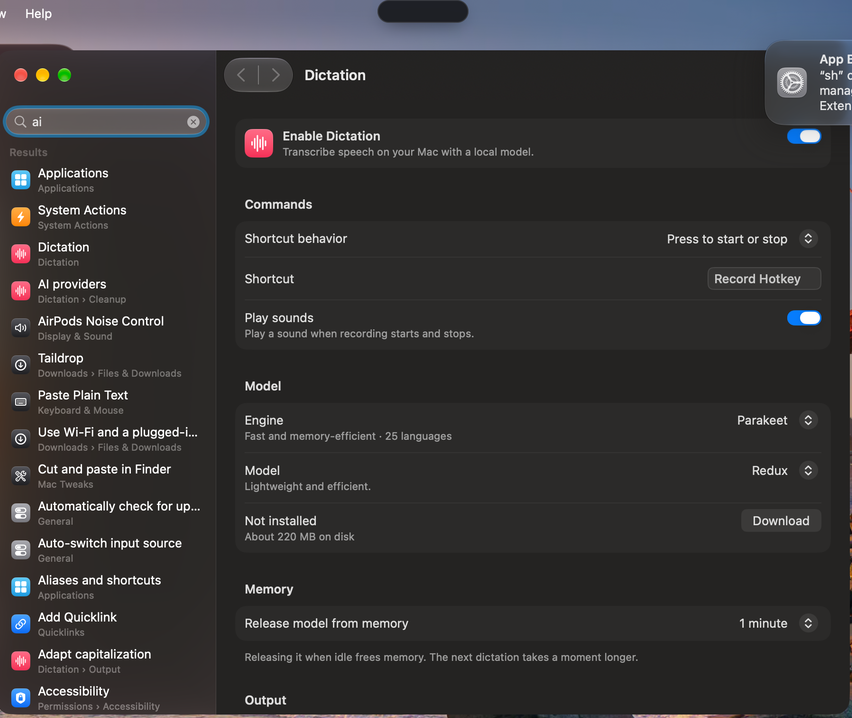 Help
ai
Results
Applications
Applications
System Actions
System Actions
Dictation
Dictation
AI providers
Dictation › Cleanup
AirPods Noise Control
Display & Sound
Taildrop
Downloads › Files & Downloads
Paste Plain Text
Keyboard & Mouse
Use Wi-Fi and a plugged-i...
Downloads › Files & Downloads
Cut and paste in Finder
Mac Tweaks
Automatically check for up...
General
Auto-switch input source
General
Aliases and shortcuts
Applications
Add Quicklink
Quicklinks
Adapt capitalization
Dictation › Output
Accessibility
Permissions › Accessibility
Dictation
Enable Dictation
Transcribe speech on your Mac with a local model.
Commands
Shortcut behavior Press to start or stop
Shortcut Record Hotkey
Play sounds
Play a sound when recording starts and stops.
Model
Engine Parakeet
Fast and memory-efficient · 25 languages
Model Redux
Lightweight and efficient.
Not installed Download
About 220 MB on disk
Memory
Release model from memory 1 minute
Releasing it when idle frees memory. The next dictation takes a moment longer.
Output
App
“sh”